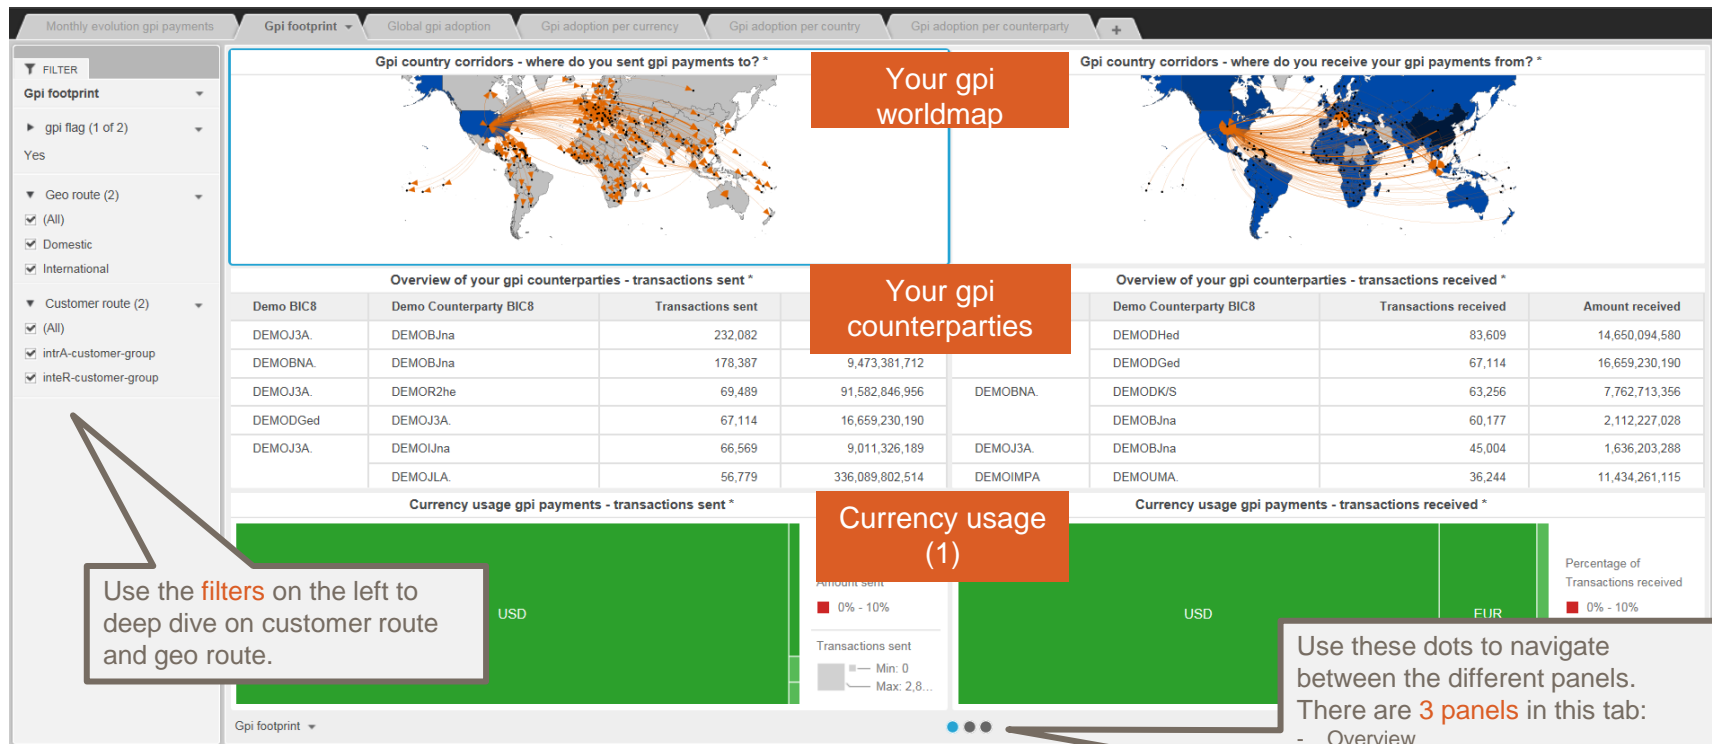 Monthly evolution gpi payments
Gpi footprint
Global gpi adoption
Gpi adoption per currency
Gpi adoption per country
Gpi adoption per counterparty
+
FILTER
Gpi footprint
gpi flag (1 of 2)
Yes
Geo route (2)
(All)
Domestic
International
Customer route (2)
(All)
intrA-customer-group
inteR-customer-group
Gpi country corridors - where do you sent gpi payments to? *
Your gpi
worldmap
Gpi country corridors - where do you receive your gpi payments from? *
Overview of your gpi counterparties - transactions sent *
Your gpi
counterparties
Overview of your gpi counterparties - transactions received *
Demo BIC8 Demo Counterparty BIC8 Transactions sent
DEMOJ3A. DEMOBJna 232,082
DEMOBNA. DEMOBJna 178,387 9,473,381,712
DEMOJ3A. DEMOR2he 69,489 91,582,846,956
DEMODGed DEMOJ3A. 67,114 16,659,230,190
DEMOJ3A. DEMOIJna 66,569 9,011,326,189
DEMOJLA. 56,779 336,089,802,514
Demo Counterparty BIC8 Transactions received Amount received
DEMODHed 83,609 14,650,094,580
DEMODGed 67,114 16,659,230,190
DEMOBNA. DEMODK/S 63,256 7,762,713,356
DEMOBJna 60,177 2,112,227,028
DEMOJ3A. DEMOBJna 45,004 1,636,203,288
DEMOIMPA DEMOUMA. 36,244 11,434,261,115
Currency usage gpi payments - transactions sent *
Currency usage
(1)
Currency usage gpi payments - transactions received *
USD
Amount sent
0% - 10%
Transactions sent
Min: 0
Max: 2,8...
USD
EUR
Percentage of
Transactions received
0% - 10%
Use the filters on the left to
deep dive on customer route
and geo route.
Use these dots to navigate
between the different panels.
There are 3 panels in this tab:
- Overview
Gpi footprint